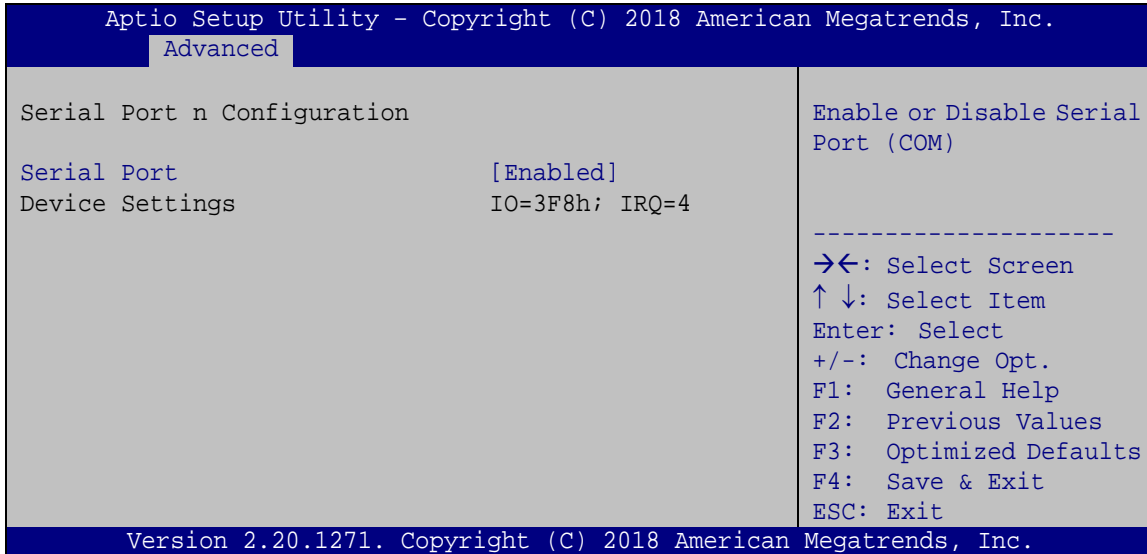 Aptio Setup Utility – Copyright (C) 2018 American Megatrends, Inc.
Advanced
Serial Port n Configuration
Serial Port [Enabled]
Device Settings IO=3F8h; IRQ=4
Enable or Disable Serial
Port (COM)
---------------------
→←: Select Screen
↑ ↓: Select Item
Enter: Select
+/-: Change Opt.
F1: General Help
F2: Previous Values
F3: Optimized Defaults
F4: Save & Exit
ESC: Exit
Version 2.20.1271. Copyright (C) 2018 American Megatrends, Inc.